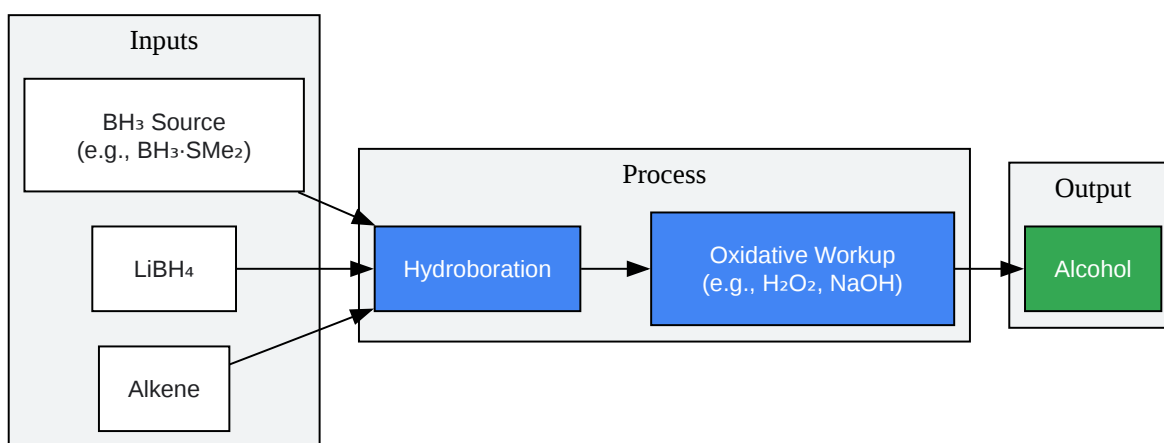 Inputs
BH₃ Source
(e.g., BH₃·SMe₂)
LiBH₄
Alkene
Process
Hydroboration
Oxidative Workup
(e.g., H₂O₂, NaOH)
Output
Alcohol